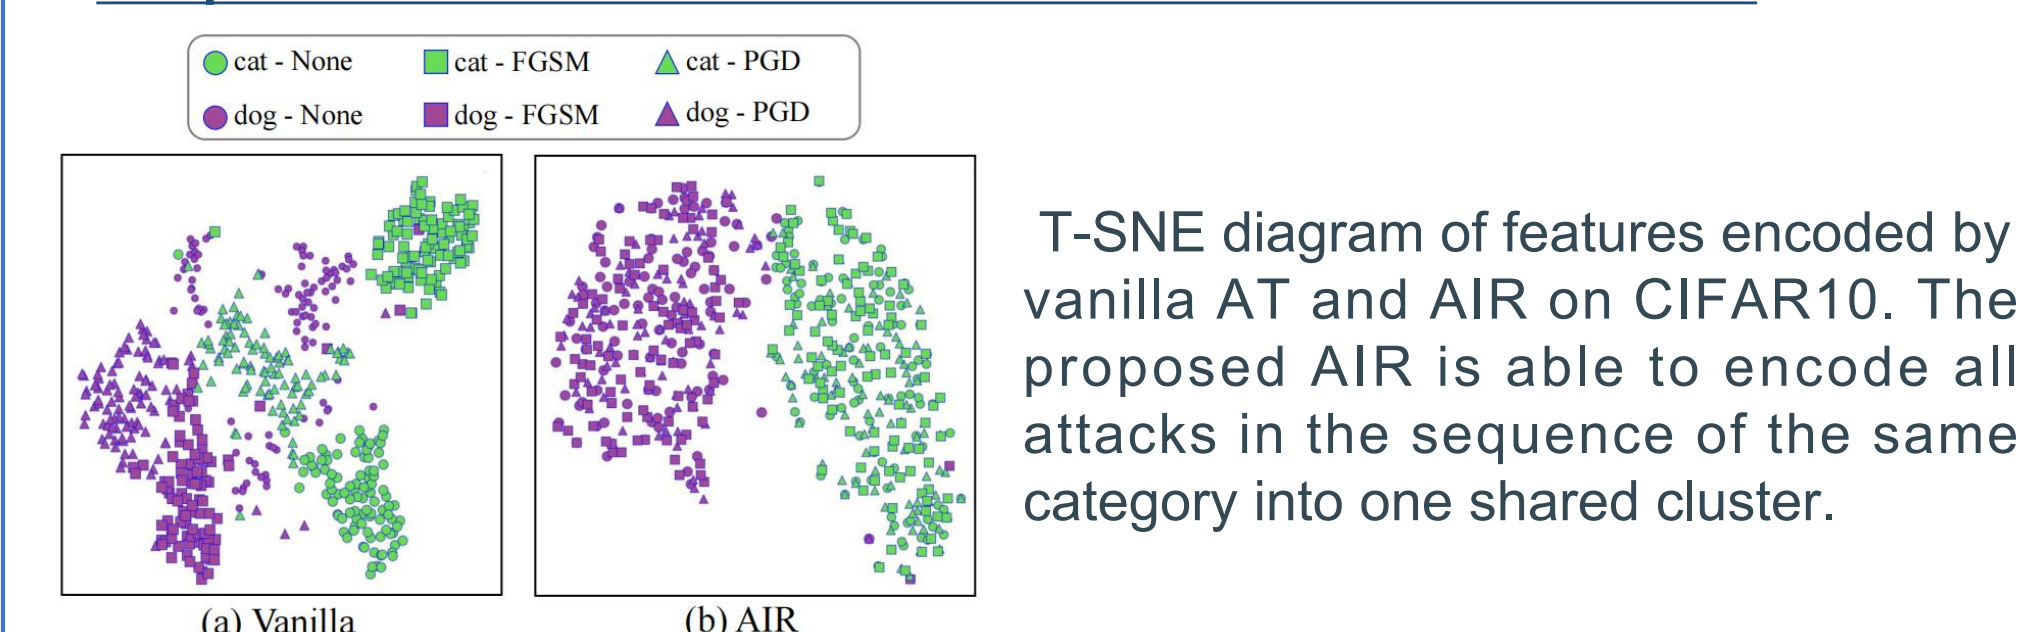 cat - None cat - FGSM cat - PGD
dog - None dog - FGSM dog - PGD
(a) Vanilla
(b) AIR
T-SNE diagram of features encoded by
vanilla AT and AIR on CIFAR10. The
proposed AIR is able to encode all
attacks in the sequence of the same
category into one shared cluster.